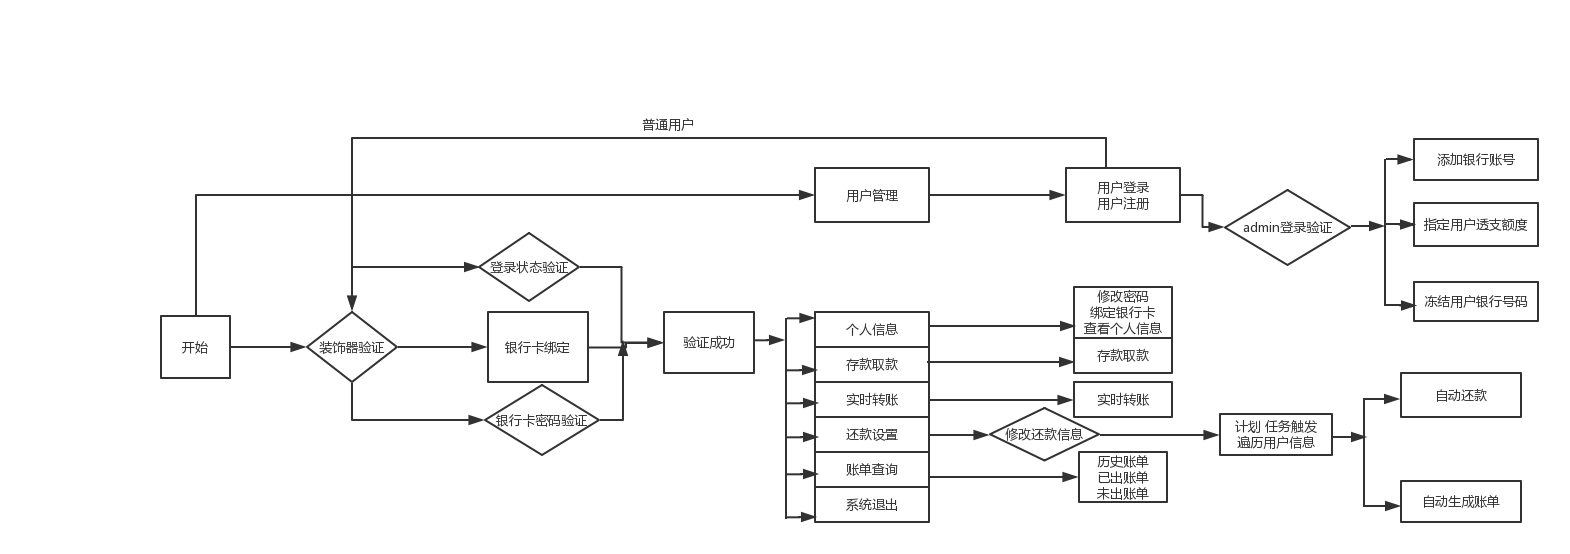 普通用户
添加银行账号
用户管理
用户登录
用户注册
admin登录验证
指定用户透支额度
登录状态验证
冻结用户银行号码
修改密码
绑定银行卡
查看个人信息
开始
装饰器验证
银行卡绑定
验证成功
个人信息
存款取款
存款取款
实时转账
实时转账
自动还款
银行卡密码验证
还款设置
修改还款信息
计划 任务触发
遍历用户信息
账单查询
历史账单
已出账单
未出账单
系统退出
自动生成账单